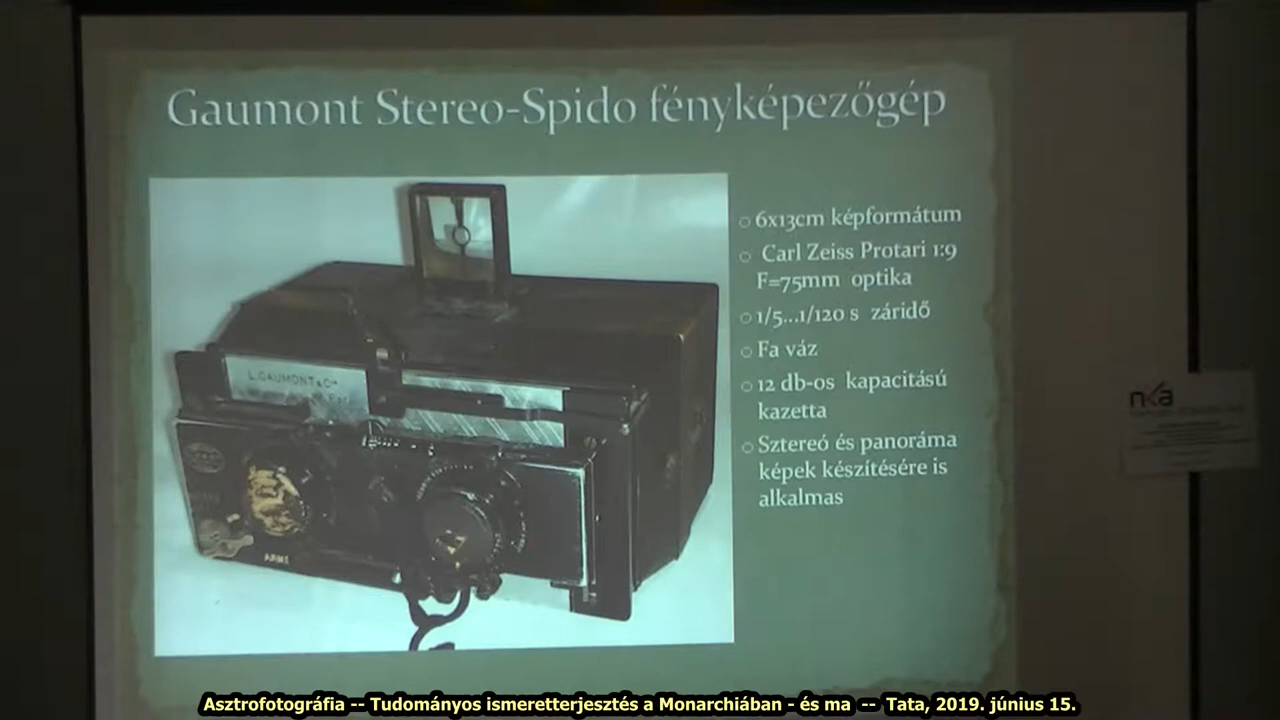 Gaumont Stereo-Spido fényképezőgép
6x13cm képformátum
Carl Zeiss Protari 1:9
F=75mm optika
1/5...1/120 s záridő
Fa váz
12 db-os kapacitású
kazetta
Sztereó és panoráma
képek készítésére is
alkalmas
L. GAUMONT & Cie
ARMÉ
nka
Asztrofotográfia -- Tudományos ismeretterjesztés a Monarchiában - és ma -- Tata, 2019. június 15.